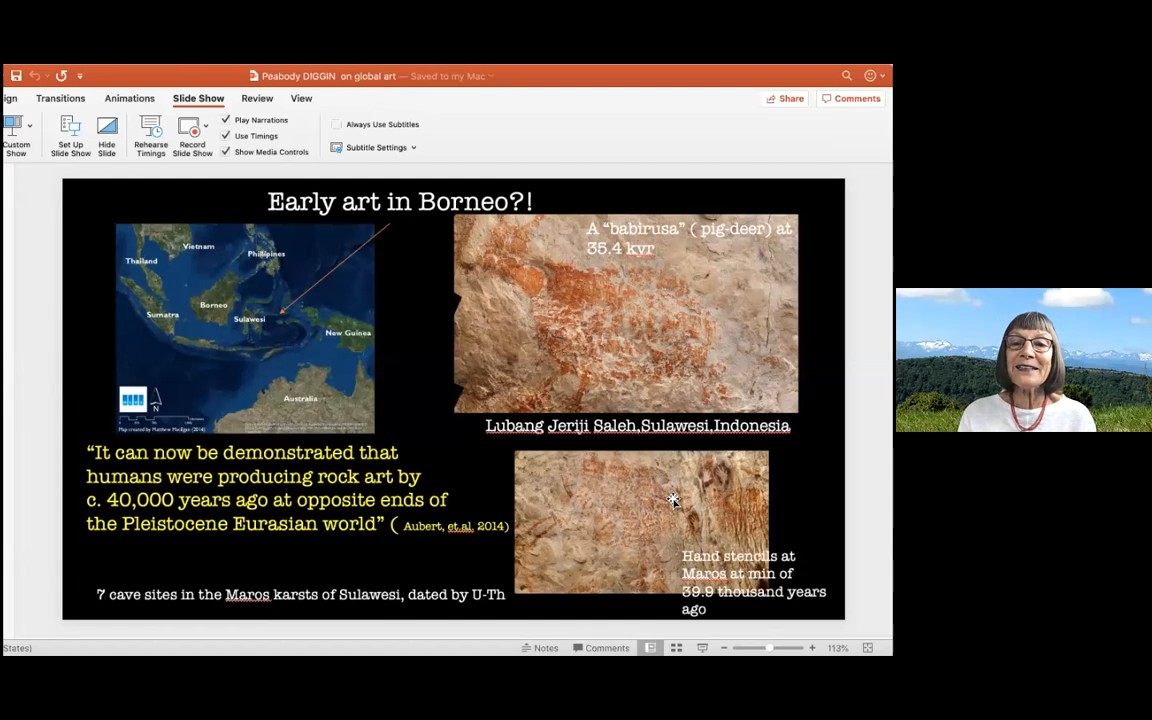 Peabody DIGGIN on global art — Saved to my Mac
ign Transitions Animations Slide Show Review View
Share Comments
Custom Show
Set Up Slide Show
Hide Slide
Rehearse Timings
Record Slide Show
Play Narrations
Use Timings
Show Media Controls
Always Use Subtitles
Subtitle Settings
Early art in Borneo?!
Vietnam
Thailand
Philippines
Borneo
Sumatra
Sulawesi
New Guinea
Australia
N
Map created by Matthew MacEgan (2014)
A “babirusa” ( pig-deer) at
35.4 kyr
Lubang Jeriji Saleh,Sulawesi,Indonesia
“It can now be demonstrated that
humans were producing rock art by
c. 40,000 years ago at opposite ends of
the Pleistocene Eurasian world” ( Aubert, et.al. 2014)
Hand stencils at
Maros at min of
39.9 thousand years
ago
7 cave sites in the Maros karsts of Sulawesi, dated by U-Th
States)
Notes Comments 113%